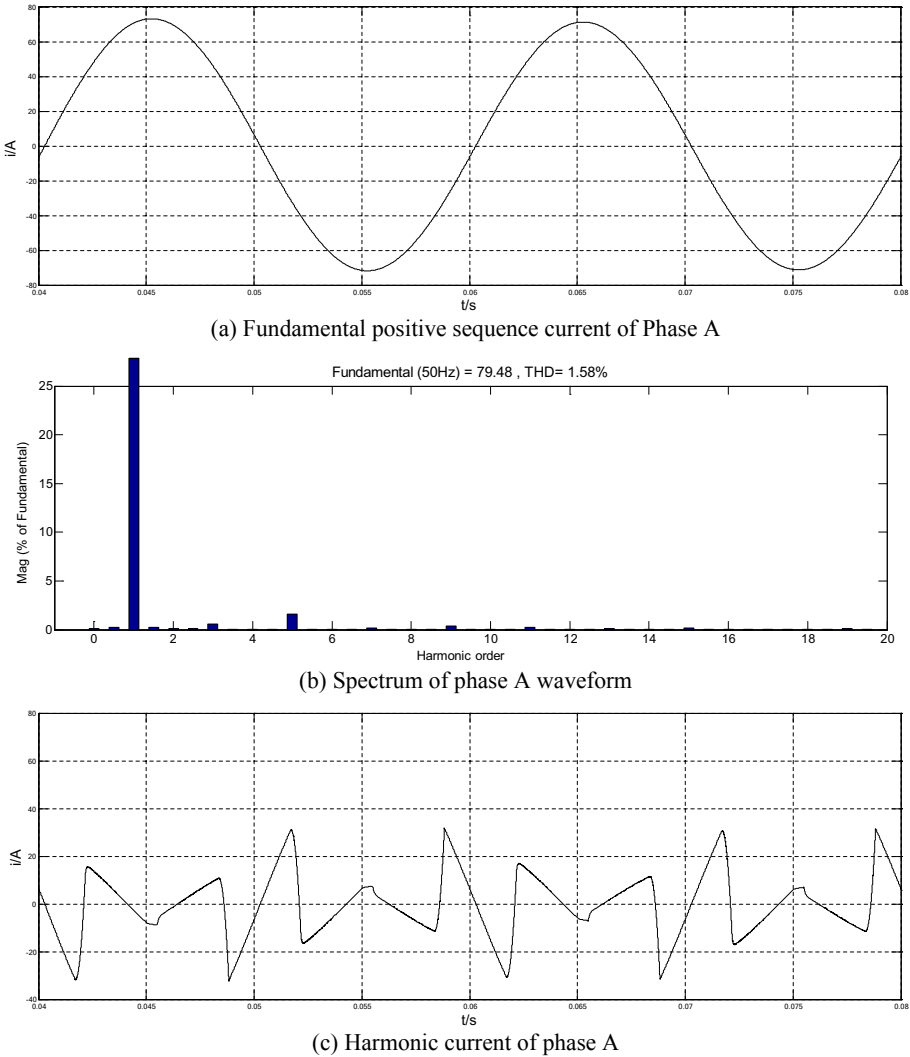 80
60
40
20
0
-20
-40
-60
-80
i/A
0.04 0.045 0.05 0.055 0.06 0.065 0.07 0.075 0.08
t/s
(a) Fundamental positive sequence current of Phase A
Fundamental (50Hz) = 79.48 , THD= 1.58%
25
20
15
10
5
0
Mag (% of Fundamental)
0 2 4 6 8 10 12 14 16 18 20
Harmonic order
(b) Spectrum of phase A waveform
80
60
40
20
0
-20
-40
i/A
0.04 0.045 0.05 0.055 0.06 0.065 0.07 0.075 0.08
t/s
(c) Harmonic current of phase A